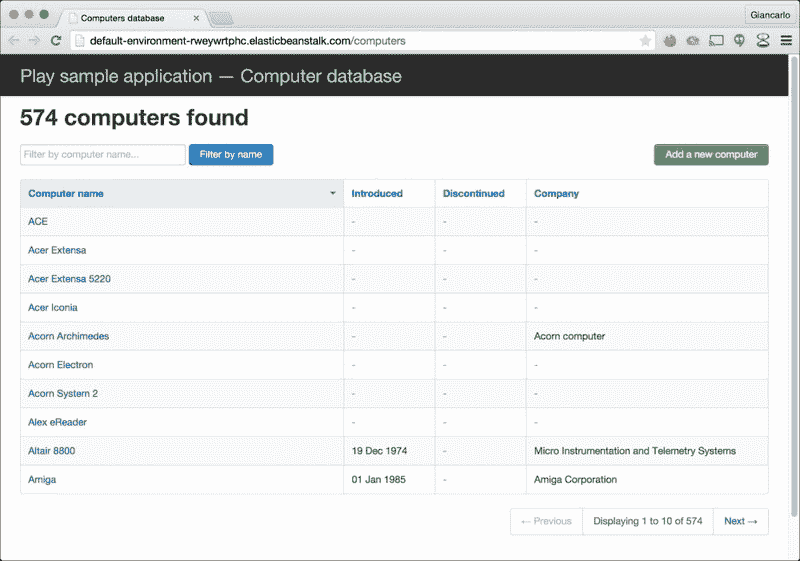 Computers database
Giancarlo
default-environment-rweywrtphc.elasticbeanstalk.com/computers
Play sample application — Computer database
574 computers found
Filter by computer name... Filter by name Add a new computer
Computer name Introduced Discontinued Company
ACE - - -
Acer Extensa - - -
Acer Extensa 5220 - - -
Acer Iconia - - -
Acorn Archimedes - - Acorn computer
Acorn Electron - - -
Acorn System 2 - - -
Alex eReader - - -
Altair 8800 19 Dec 1974 - Micro Instrumentation and Telemetry Systems
Amiga 01 Jan 1985 - Amiga Corporation
← Previous Displaying 1 to 10 of 574 Next →